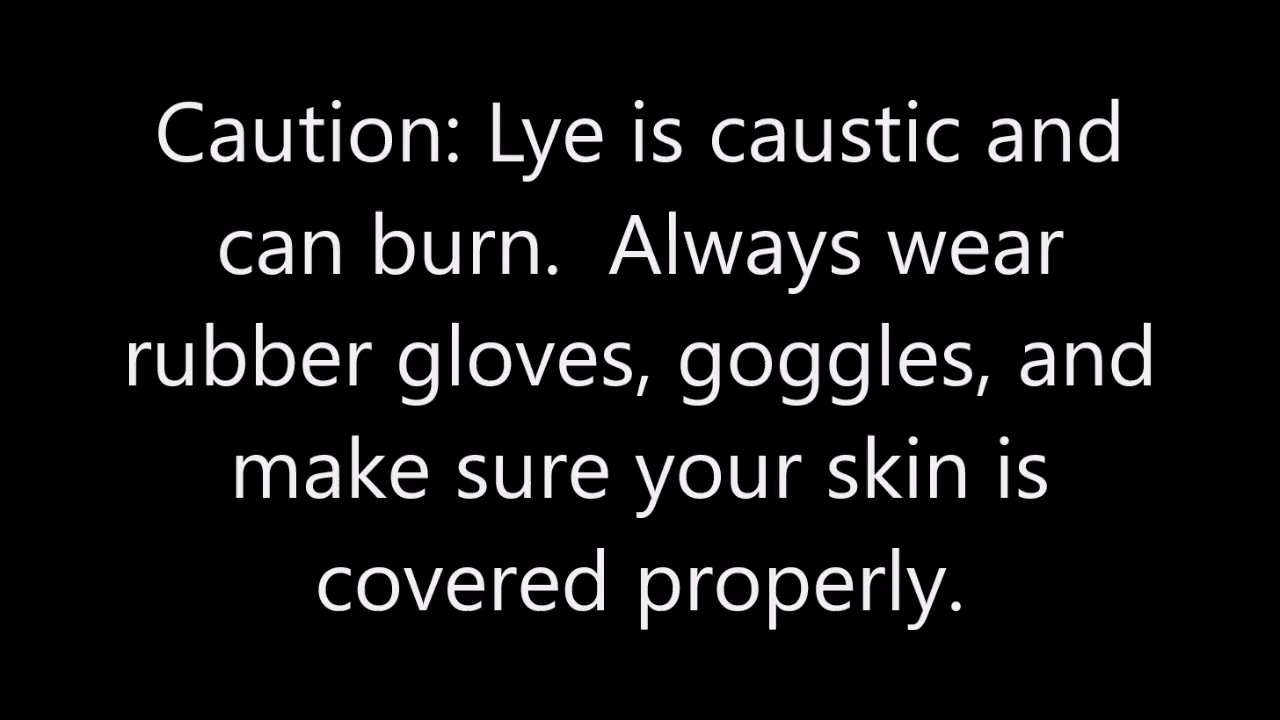 Caution: Lye is caustic and
can burn.  Always wear
rubber gloves, goggles, and
make sure your skin is
covered properly.